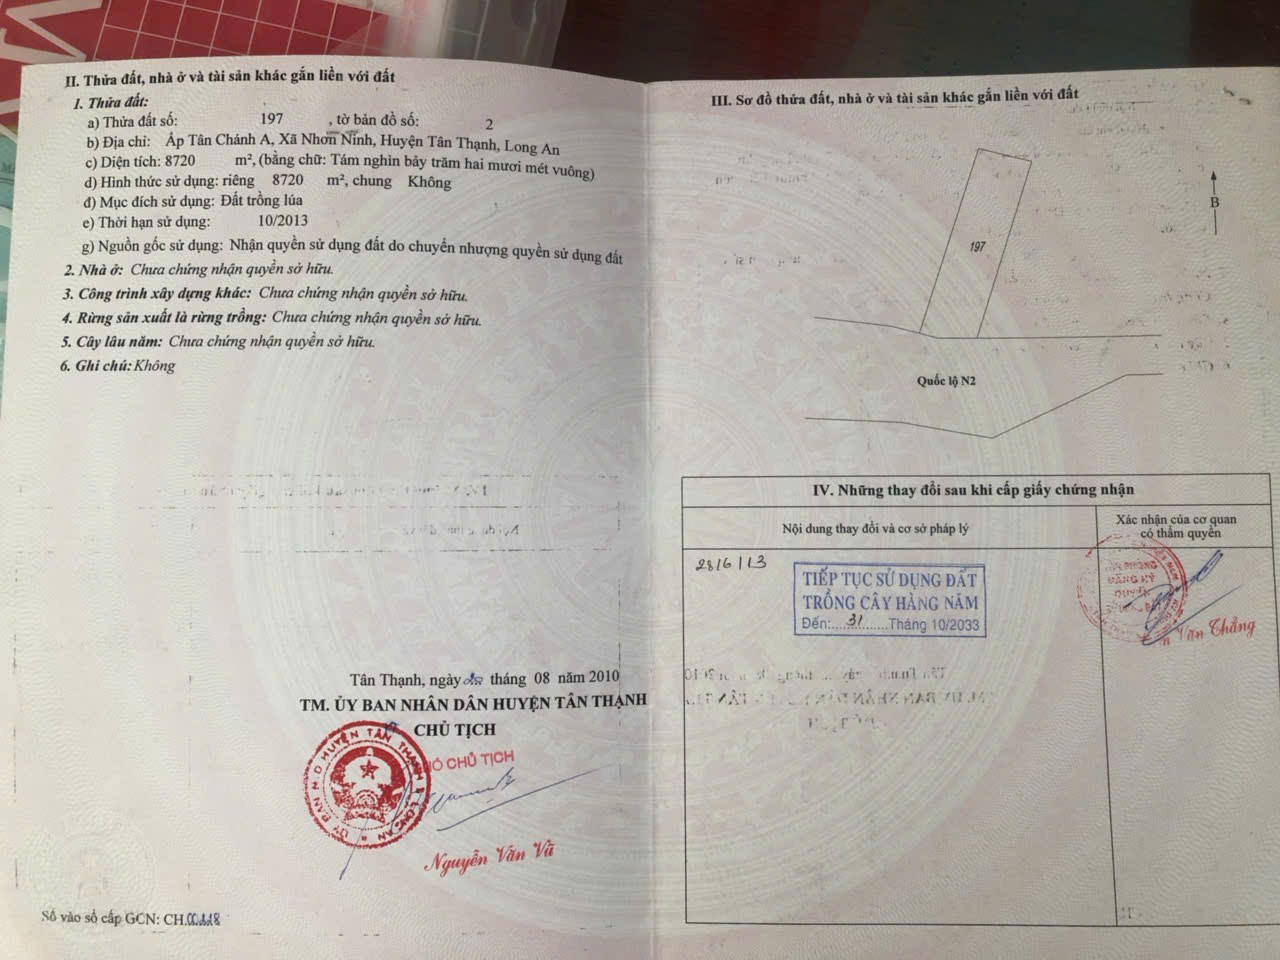 II. Thửa đất, nhà ở và tài sản khác gắn liền với đất
1. Thửa đất:
a) Thửa đất số: 197 , tờ bản đồ số: 2
b) Địa chỉ: Ấp Tân Chánh A, Xã Nhơn Ninh, Huyện Tân Thạnh, Long An
c) Diện tích: 8720 m², (bằng chữ: Tám nghìn bảy trăm hai mươi mét vuông)
d) Hình thức sử dụng: riêng 8720 m², chung Không
đ) Mục đích sử dụng: Đất trồng lúa
e) Thời hạn sử dụng: 10/2013
g) Nguồn gốc sử dụng: Nhận quyền sử dụng đất do chuyển nhượng quyền sử dụng đất
2. Nhà ở: Chưa chứng nhận quyền sở hữu.
3. Công trình xây dựng khác: Chưa chứng nhận quyền sở hữu.
4. Rừng sản xuất là rừng trồng: Chưa chứng nhận quyền sở hữu.
5. Cây lâu năm: Chưa chứng nhận quyền sở hữu.
6. Ghi chú: Không
Tân Thạnh, ngày tháng 08 năm 2010
TM. ỦY BAN NHÂN DÂN HUYỆN TÂN THẠNH
CHỦ TỊCH
CHỦ TỊCH
Nguyễn Văn Vũ
Số vào sổ cấp GCN: CH.
III. Sơ đồ thửa đất, nhà ở và tài sản khác gắn liền với đất
B
197
Quốc lộ N2
IV. Những thay đổi sau khi cấp giấy chứng nhận
Nội dung thay đổi và cơ sở pháp lý
Xác nhận của cơ quan
có thẩm quyền
28/6/13
TIẾP TỤC SỬ DỤNG ĐẤT
TRỒNG CÂY HÀNG NĂM
Đến:.....31......Tháng 10/2033
ĐĂNG KÝ
QUYỀN
Văn Thắng